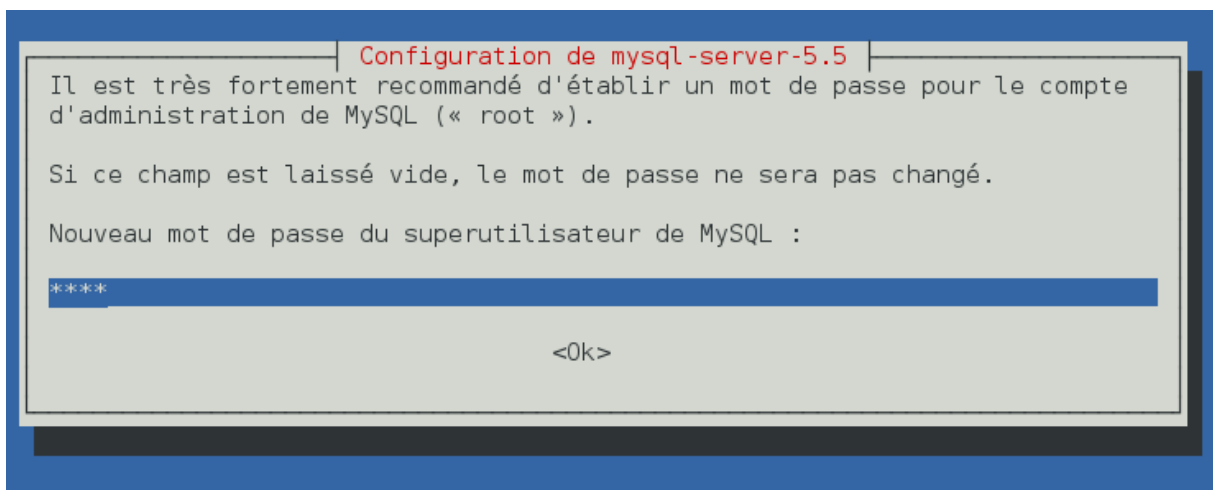 Configuration de mysql-server-5.5
Il est très fortement recommandé d'établir un mot de passe pour le compte
d'administration de MySQL (« root »).
Si ce champ est laissé vide, le mot de passe ne sera pas changé.
Nouveau mot de passe du superutilisateur de MySQL :
****
<Ok>